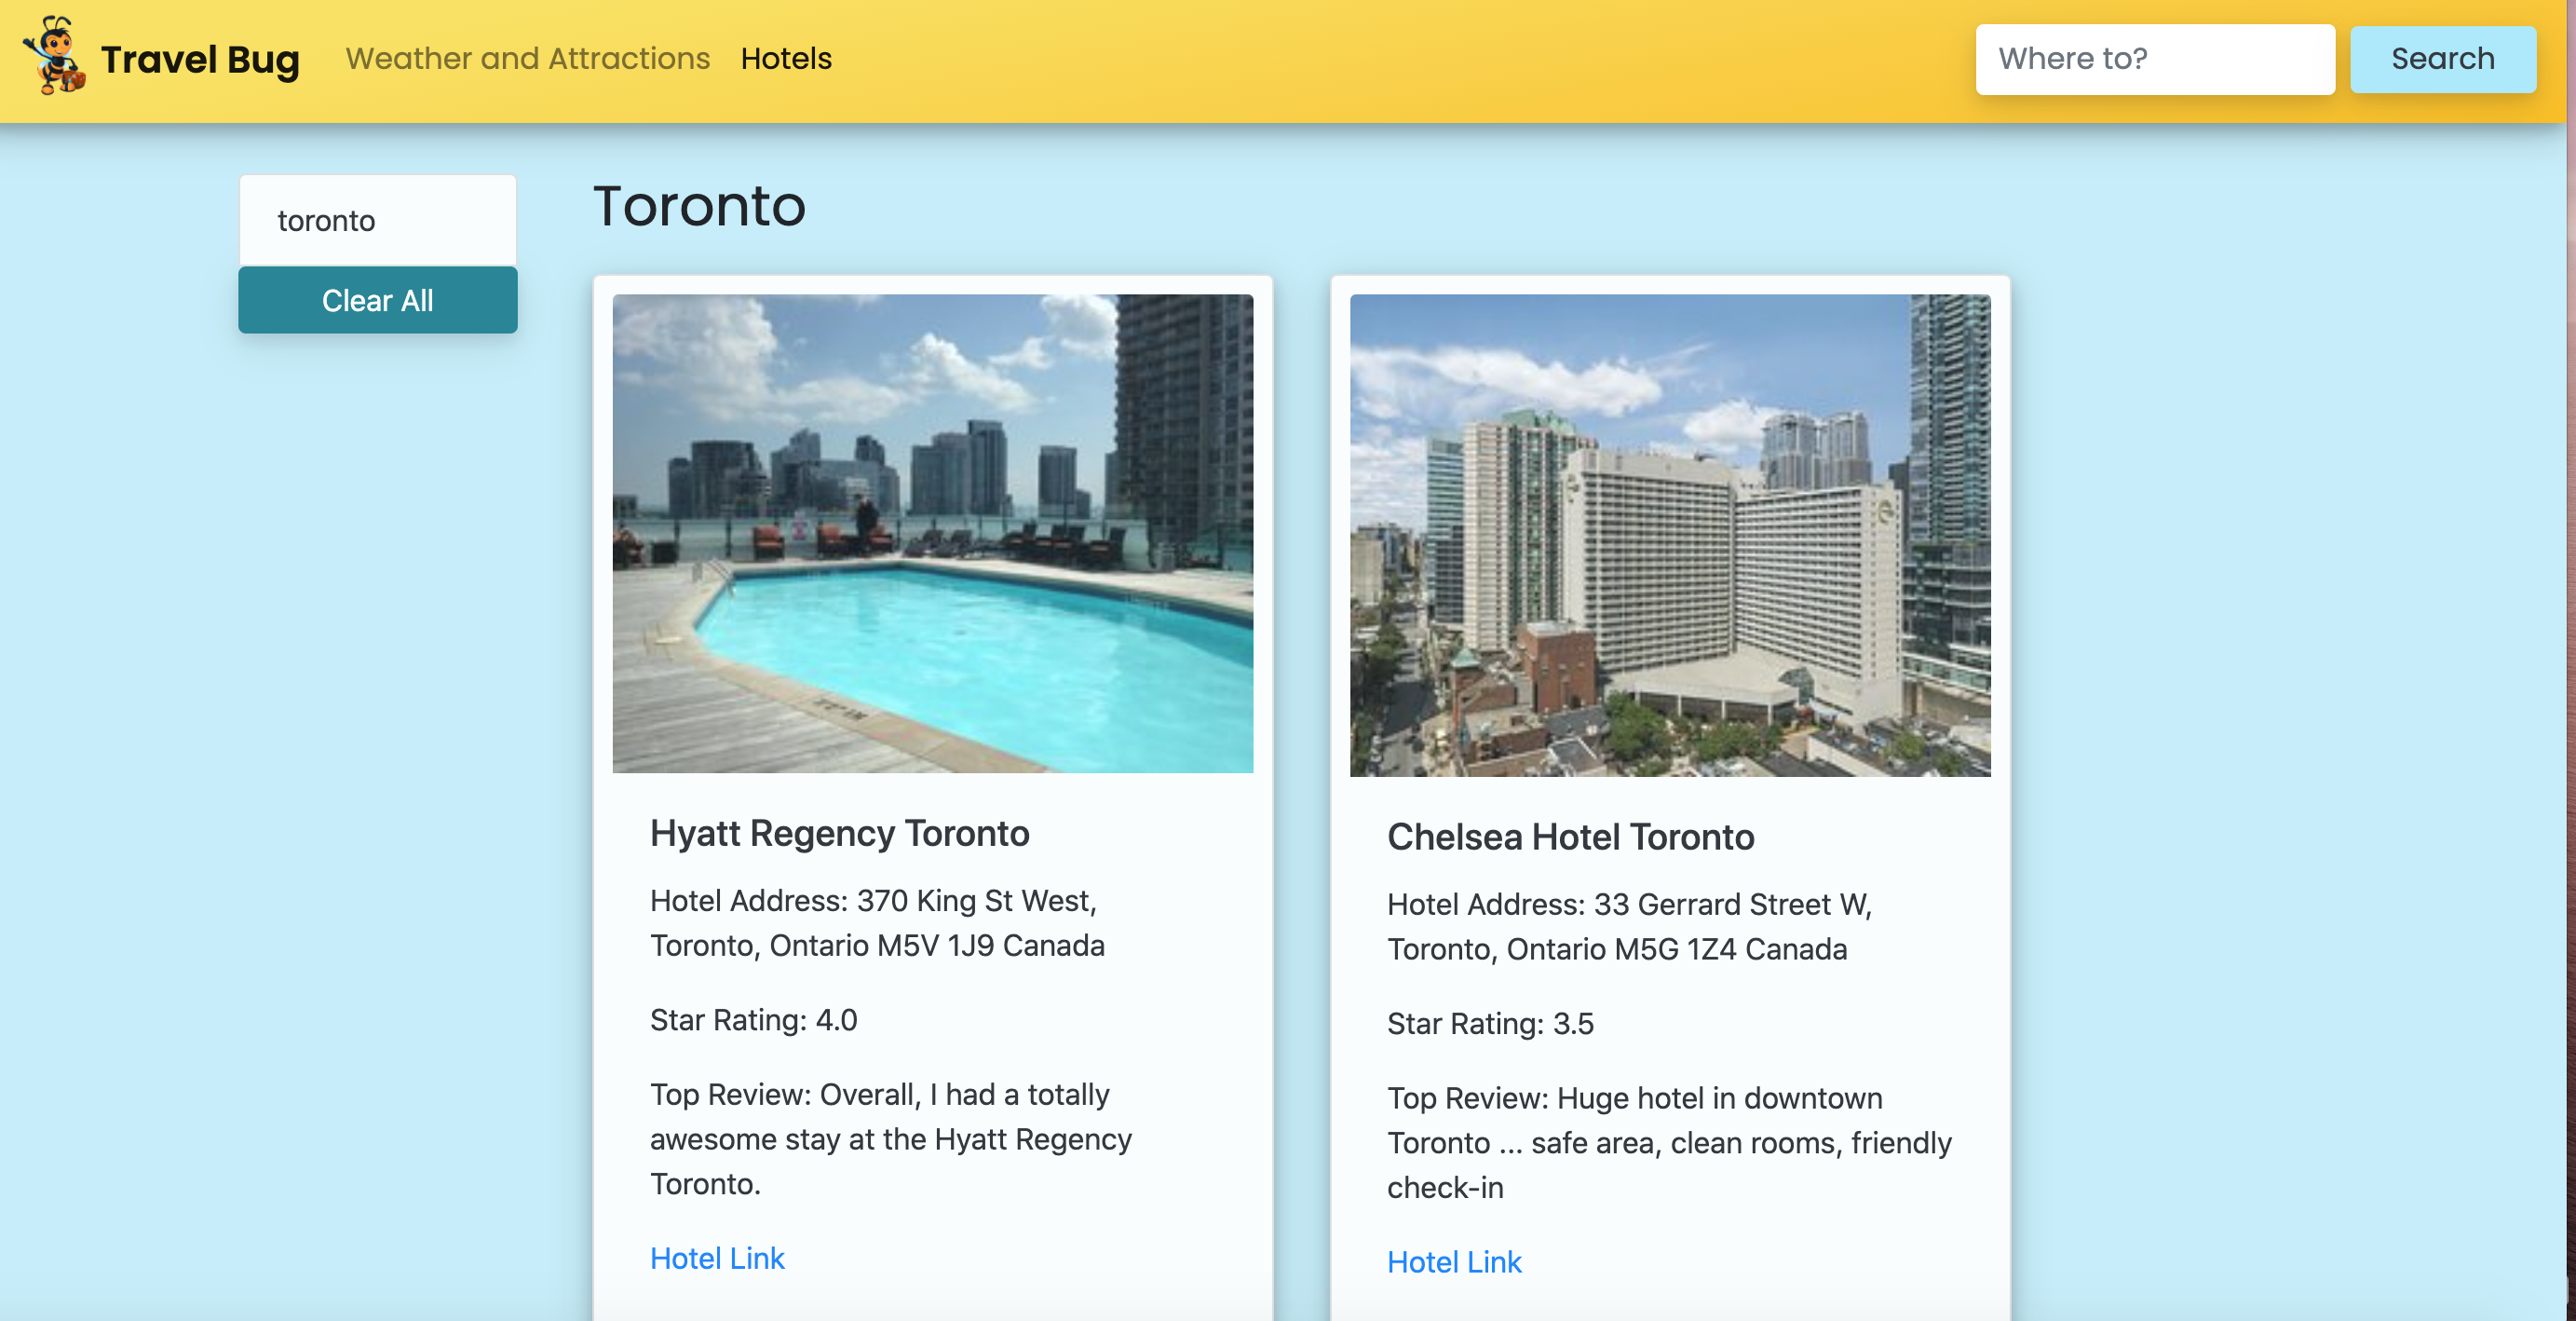 Travel Bug
Weather and Attractions
Hotels
Where to?
Search
toronto
Clear All
Toronto
Hyatt Regency Toronto
Hotel Address: 370 King St West,
Toronto, Ontario M5V 1J9 Canada
Star Rating: 4.0
Top Review: Overall, I had a totally
awesome stay at the Hyatt Regency
Toronto.
Hotel Link
Chelsea Hotel Toronto
Hotel Address: 33 Gerrard Street W,
Toronto, Ontario M5G 1Z4 Canada
Star Rating: 3.5
Top Review: Huge hotel in downtown
Toronto ... safe area, clean rooms, friendly
check-in
Hotel Link